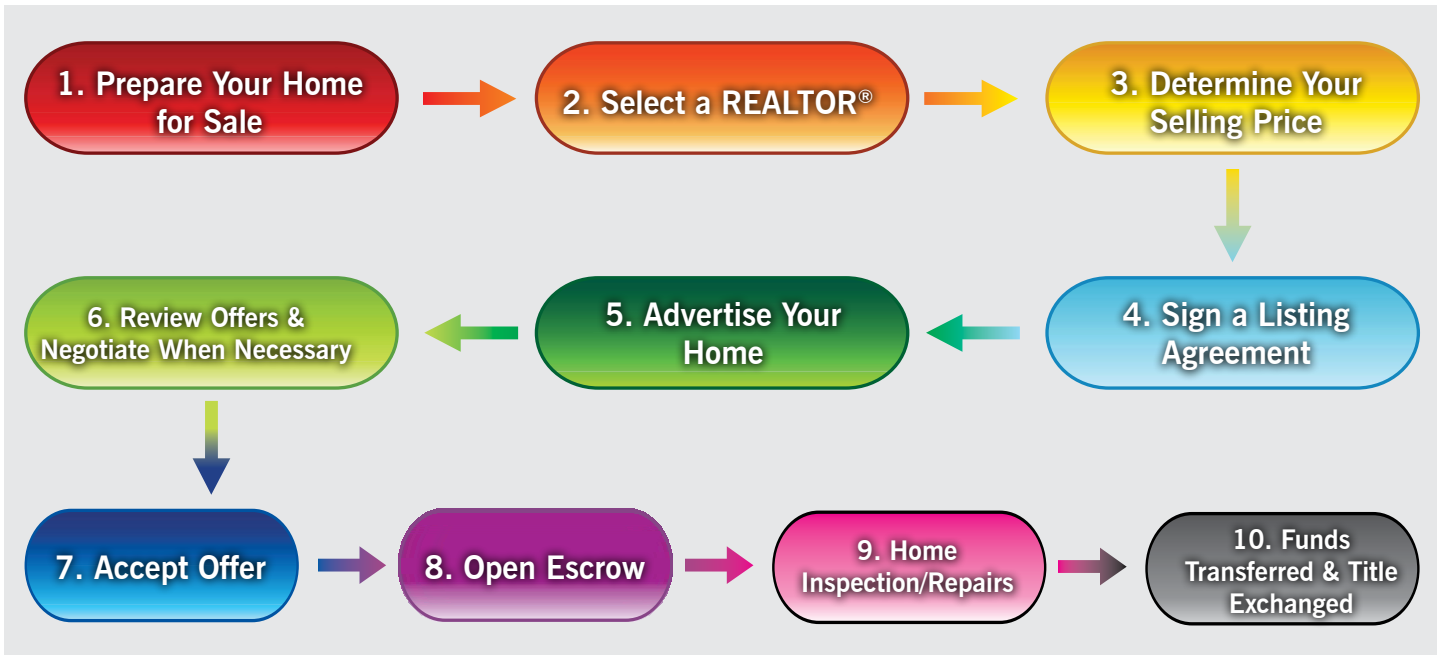 1. Prepare Your Home
for Sale
2. Select a REALTOR®
3. Determine Your
Selling Price
4. Sign a Listing
Agreement
5. Advertise Your
Home
6. Review Offers &
Negotiate When Necessary
7. Accept Offer
8. Open Escrow
9. Home
Inspection/Repairs
10. Funds
Transferred & Title
Exchanged